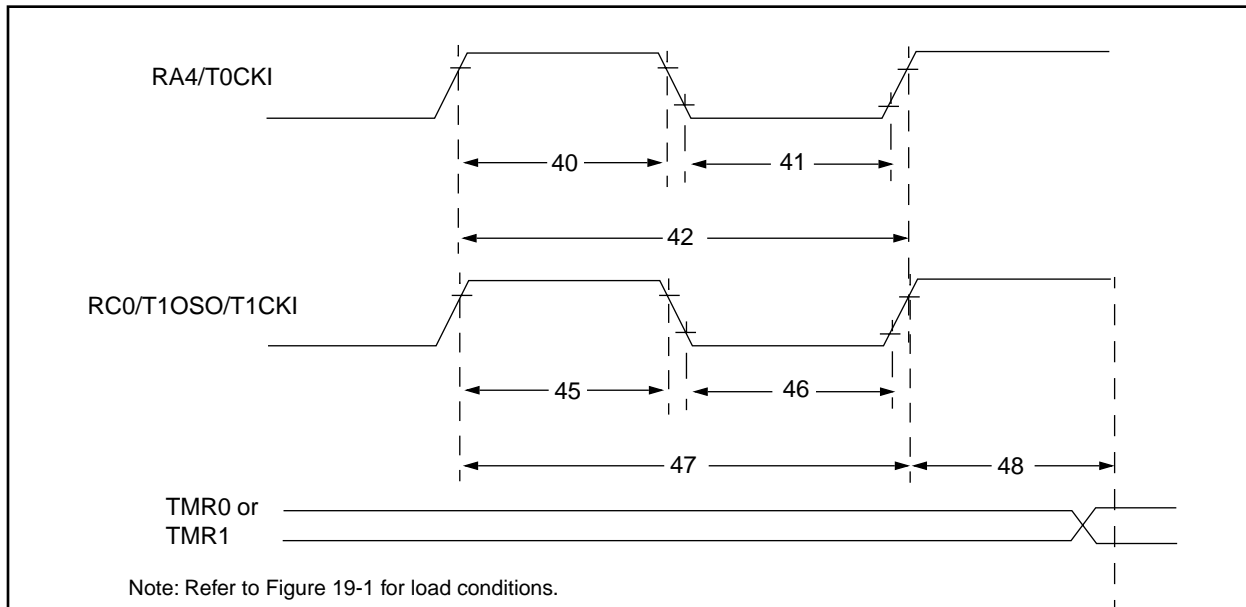 RA4/T0CKI
40
41
42
RC0/T1OSO/T1CKI
45
46
47
48
TMR0 or
TMR1
Note: Refer to Figure 19-1 for load conditions.